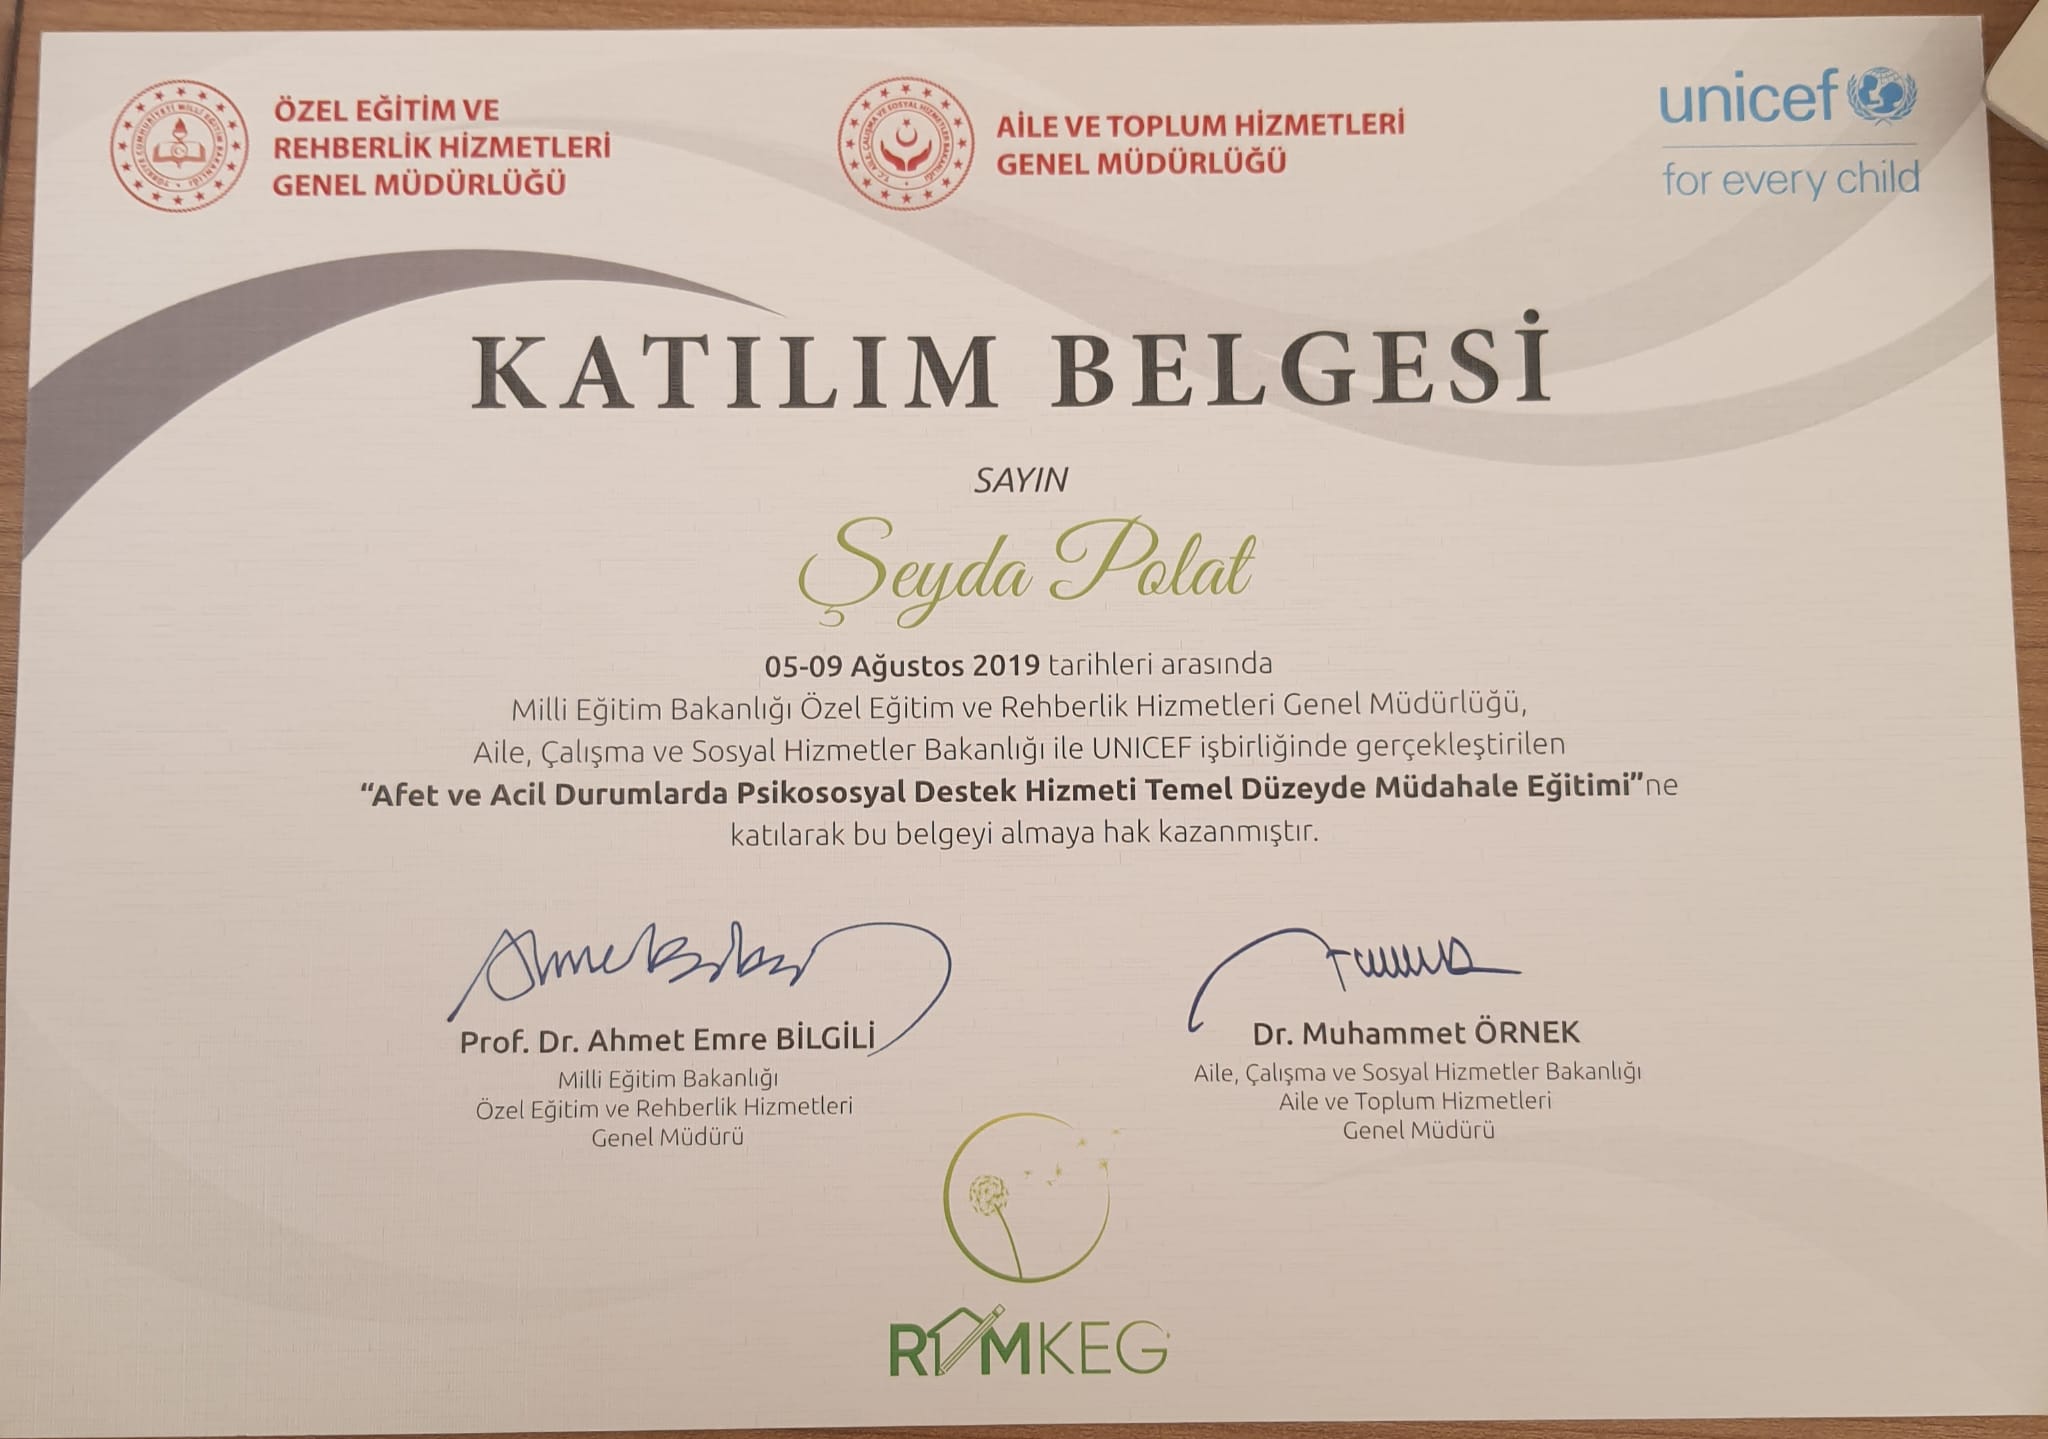 ÖZEL EĞİTİM VE
REHBERLİK HİZMETLERİ
GENEL MÜDÜRLÜĞÜ
AİLE VE TOPLUM HİZMETLERİ
GENEL MÜDÜRLÜĞÜ
unicef
for every child
KATILIM BELGESİ
SAYIN
Şeyda Polat
05-09 Ağustos 2019 tarihleri arasında
Milli Eğitim Bakanlığı Özel Eğitim ve Rehberlik Hizmetleri Genel Müdürlüğü,
Aile, Çalışma ve Sosyal Hizmetler Bakanlığı ile UNICEF işbirliğinde gerçekleştirilen
“Afet ve Acil Durumlarda Psikososyal Destek Hizmeti Temel Düzeyde Müdahale Eğitimi”ne
katılarak bu belgeyi almaya hak kazanmıştır.
Prof. Dr. Ahmet Emre BİLGİLİ
Milli Eğitim Bakanlığı
Özel Eğitim ve Rehberlik Hizmetleri
Genel Müdürü
Dr. Muhammet ÖRNEK
Aile, Çalışma ve Sosyal Hizmetler Bakanlığı
Aile ve Toplum Hizmetleri
Genel Müdürü
RAMKEG